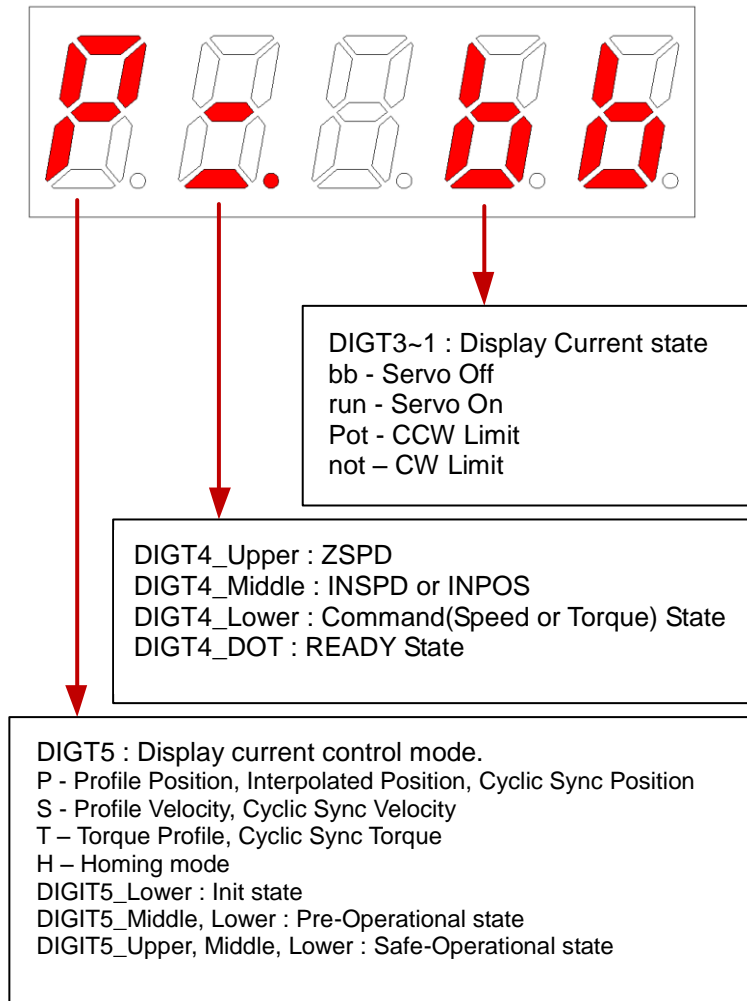 P bb
DIGT3~1 : Display Current state
bb - Servo Off
run - Servo On
Pot - CCW Limit
not – CW Limit
DIGT4_Upper : ZSPD
DIGT4_Middle : INSPD or INPOS
DIGT4_Lower : Command(Speed or Torque) State
DIGT4_DOT : READY State
DIGT5 : Display current control mode.
P - Profile Position, Interpolated Position, Cyclic Sync Position
S - Profile Velocity, Cyclic Sync Velocity
T – Torque Profile, Cyclic Sync Torque
H – Homing mode
DIGIT5_Lower : Init state
DIGIT5_Middle, Lower : Pre-Operational state
DIGIT5_Upper, Middle, Lower : Safe-Operational state